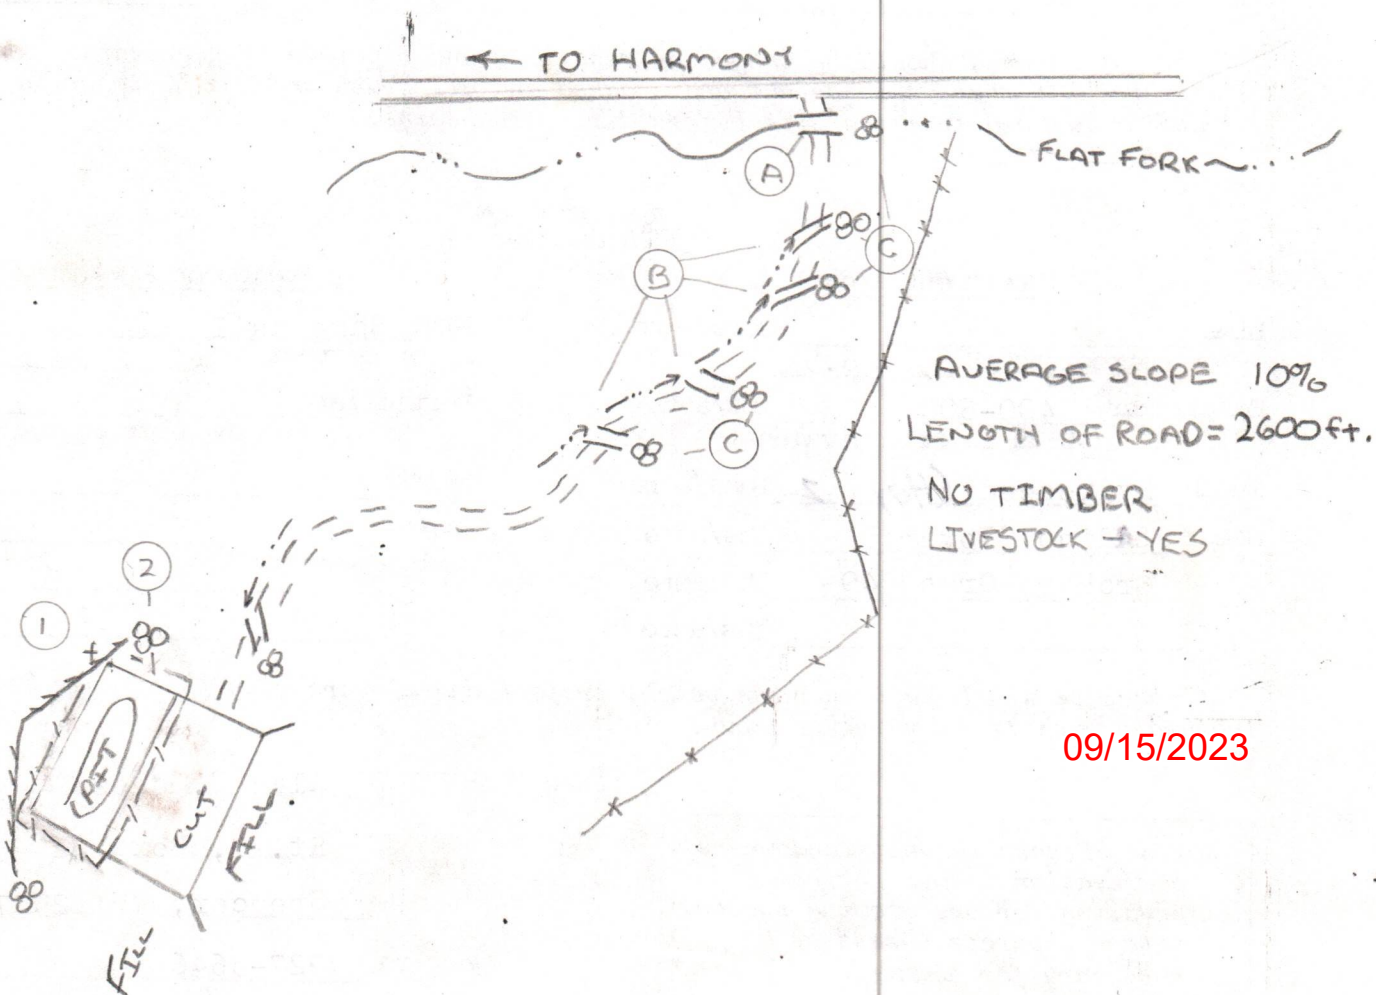 ← TO HARMONY
A
FLAT FORK
B
C
AVERAGE SLOPE 10%
LENGTH OF ROAD = 2600 ft.
C
NO TIMBER
LIVESTOCK - YES
2
1
PIT
CUT
FILL
FILL
09/15/2023